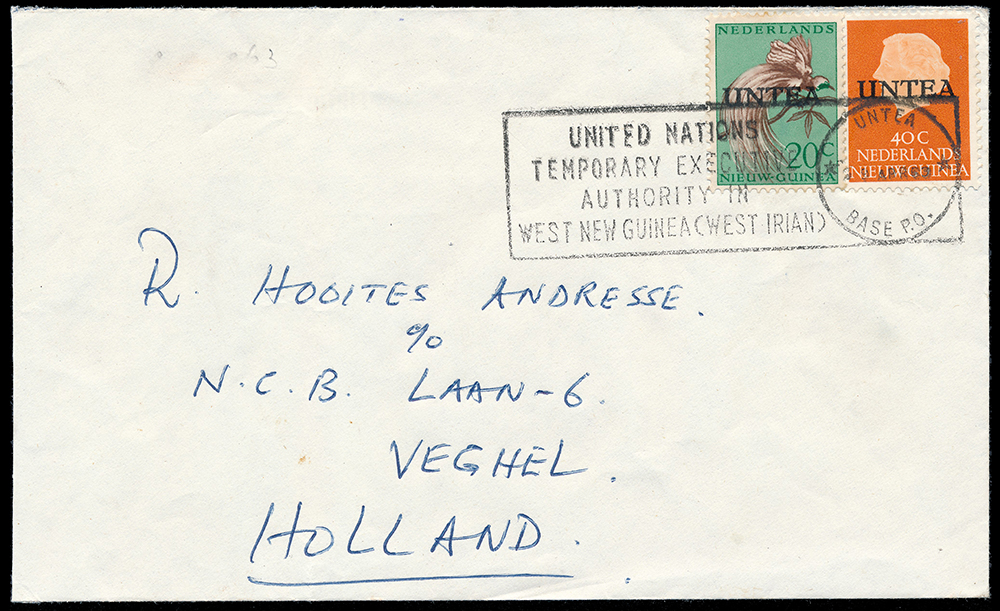 NEDERLANDS
UNTEA
20C
NIEUW-GUINEA
UNTEA
40C
NEDERLANDS
NIEUW-GUINEA
UNITED NATIONS
TEMPORARY EXECUTIVE
AUTHORITY IN
WEST NEW GUINEA (WEST IRIAN)
UNTEA
BASE P.O.
R. HOOITES ANDRESSE.
%
N.C.B. LAAN-6.
VEGHEL.
HOLLAND.